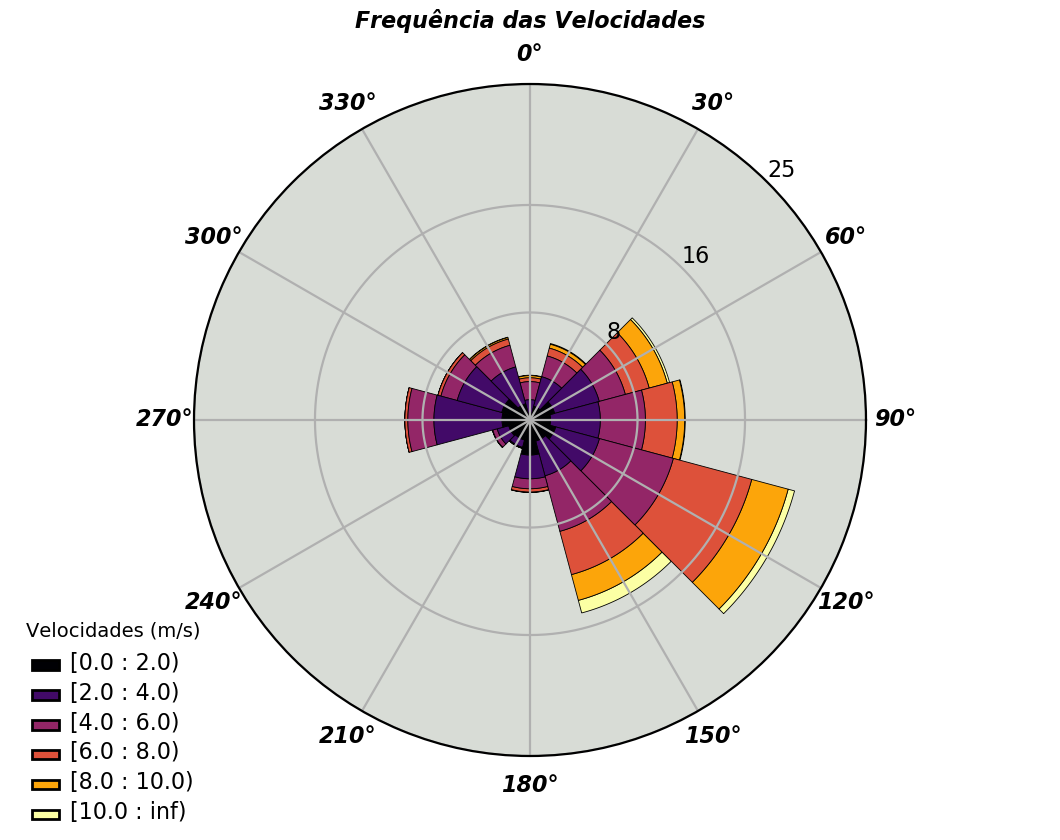 Frequência das Velocidades
0°
330°
30°
25
300°
60°
16
8
270°
90°
240°
120°
Velocidades (m/s)
[0.0 : 2.0)
[2.0 : 4.0)
[4.0 : 6.0)
210°
150°
[6.0 : 8.0)
180°
[8.0 : 10.0)
[10.0 : inf)